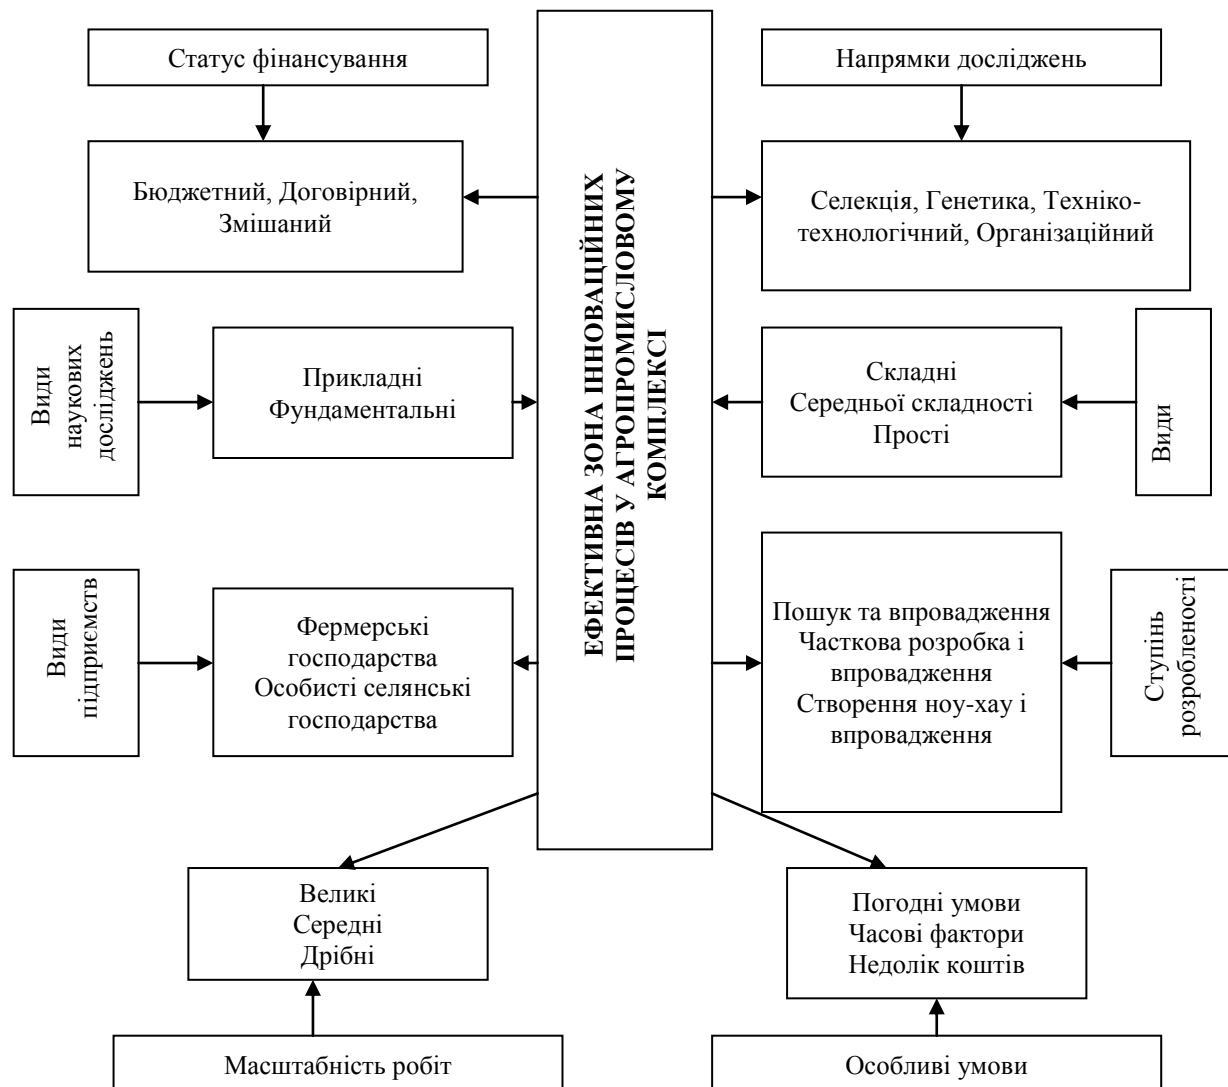 Статус фінансування
Напрямки досліджень
Бюджетний, Договірний,
Змішаний
ЕФЕКТИВНА ЗОНА ІННОВАЦІЙНИХ
ПРОЦЕСІВ У АГРОПРОМИСЛОВОМУ
КОМПЛЕКСІ
Селекція, Генетика, Техніко-
технологічний, Організаційний
Види
наукових
досліджень
Прикладні
Фундаментальні
Складні
Середньої складності
Прості
Види
Види
підприємств
Фермерські
господарства
Особисті селянські
господарства
Пошук та впровадження
Часткова розробка і
впровадження
Створення ноу-хау і
впровадження
Ступінь
розробленості
Великі
Середні
Дрібні
Погодні умови
Часові фактори
Недолік коштів
Масштабність робіт
Особливі умови